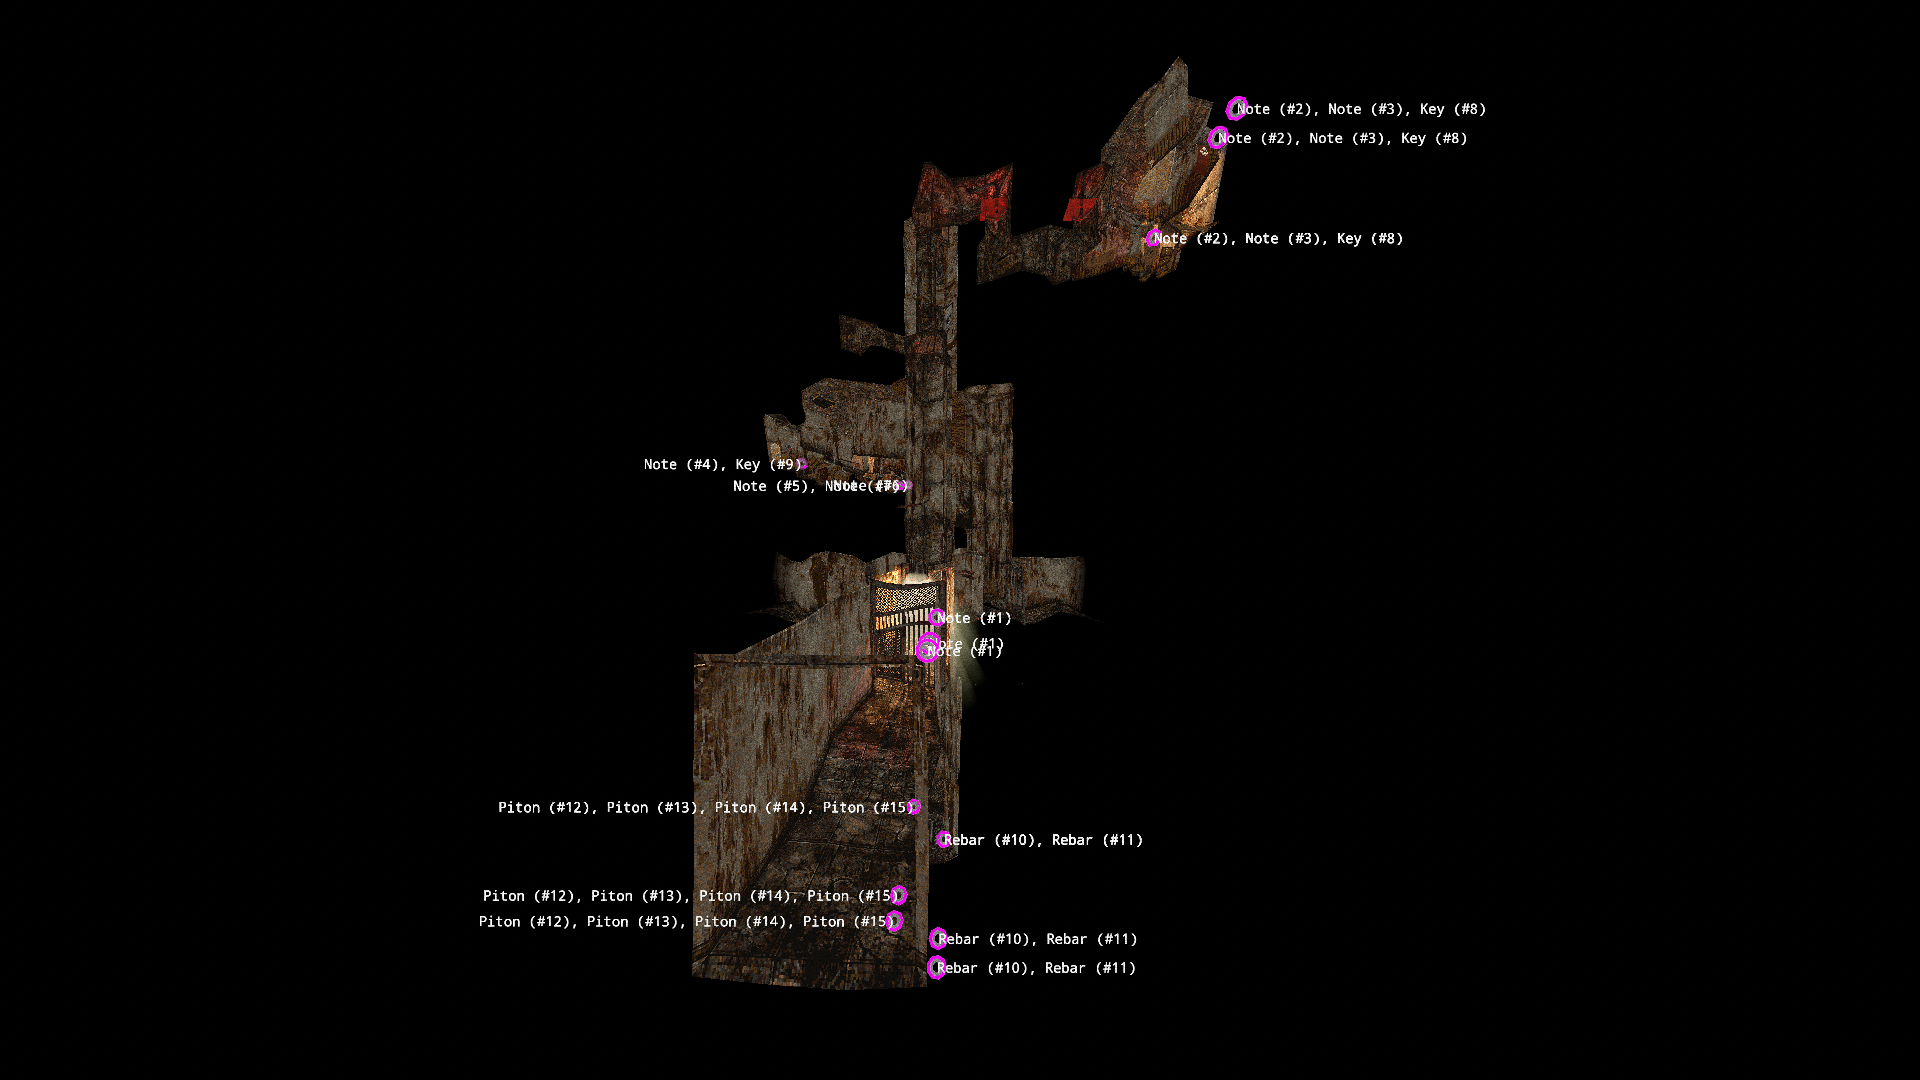 Note (#2), Note (#3), Key (#8)
Note (#2), Note (#3), Key (#8)
Note (#2), Note (#3), Key (#8)
Note (#4), Key (#9)
Note (#5),
Note (#1)
Note (#1)
Note (#1)
Piton (#12), Piton (#13), Piton (#14), Piton (#15)
Rebar (#10), Rebar (#11)
Piton (#12), Piton (#13), Piton (#14), Piton (#15)
Piton (#12), Piton (#13), Piton (#14), Piton (#15)
Rebar (#10), Rebar (#11)
Rebar (#10), Rebar (#11)